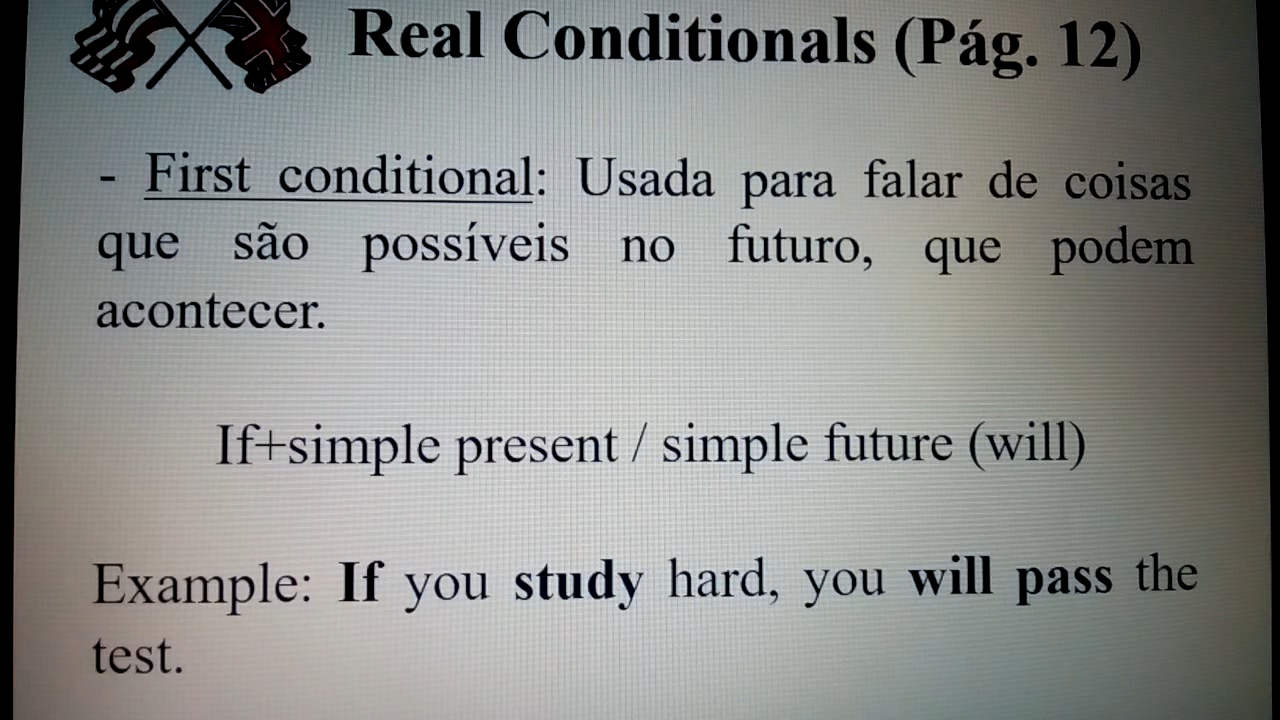 Real Conditionals (Pág. 12)
- First conditional: Usada para falar de coisas
que são possíveis no futuro, que podem
acontecer.
If+simple present / simple future (will)
Example: If you study hard, you will pass the
test.